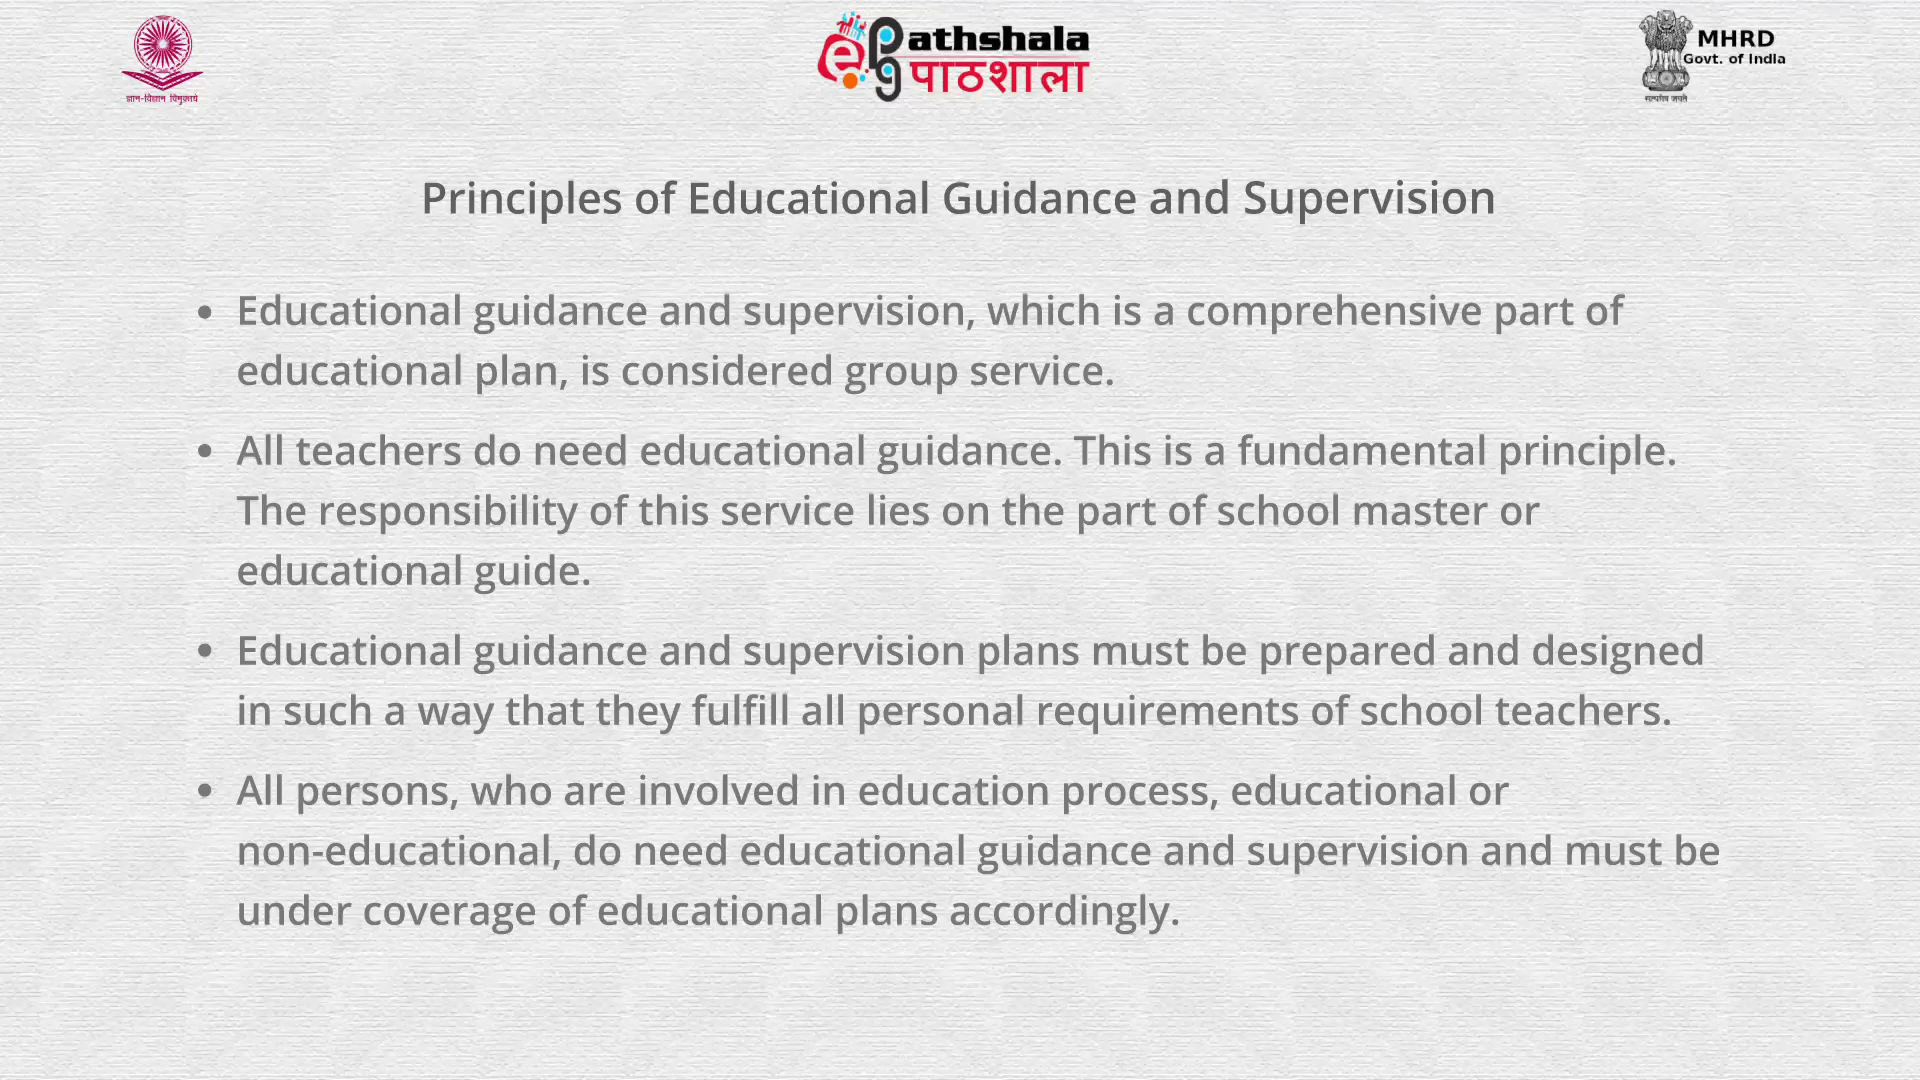 ज्ञान-विज्ञान विमुक्तये
e
PG
athshala
पाठशाला
MHRD
Govt. of India
सत्यमेव जयते
Principles of Educational Guidance and Supervision
• Educational guidance and supervision, which is a comprehensive part of
educational plan, is considered group service.
• All teachers do need educational guidance. This is a fundamental principle.
The responsibility of this service lies on the part of school master or
educational guide.
• Educational guidance and supervision plans must be prepared and designed
in such a way that they fulfill all personal requirements of school teachers.
• All persons, who are involved in education process, educational or
non-educational, do need educational guidance and supervision and must be
under coverage of educational plans accordingly.